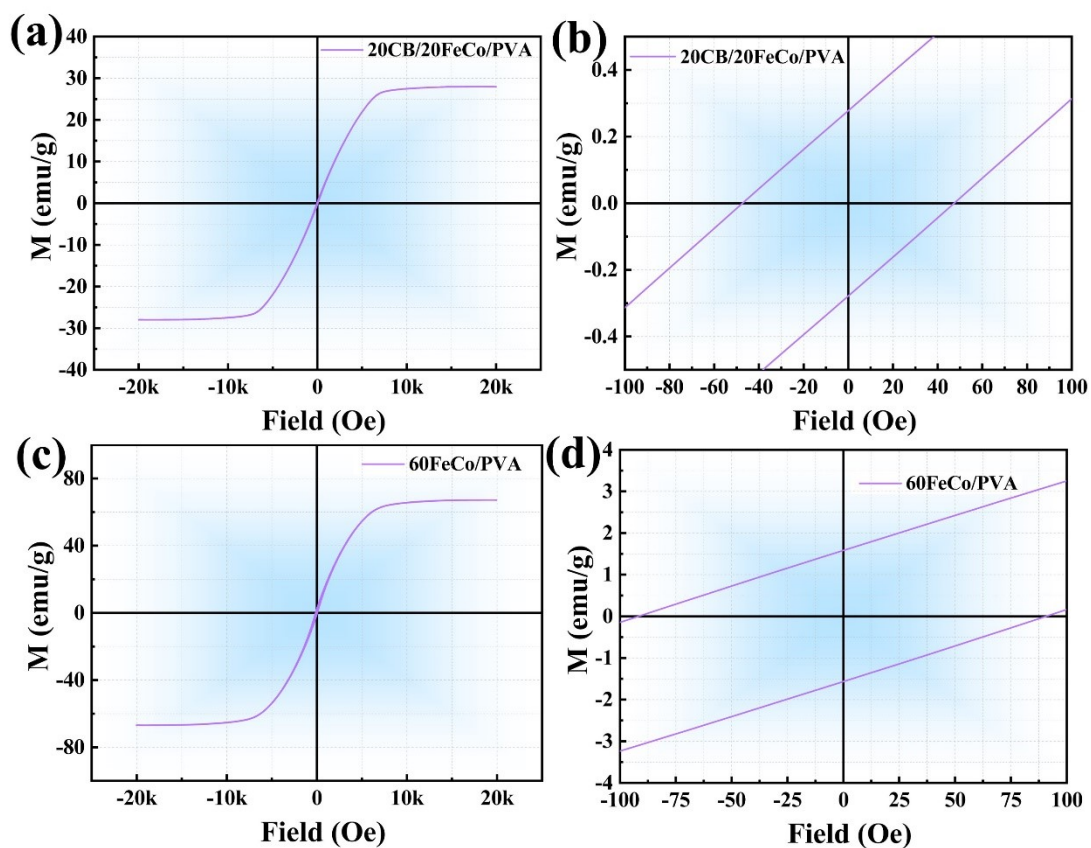 (a)
20CB/20FeCo/PVA
M (emu/g)
40
30
20
10
0
-10
-20
-30
-40
-20k -10k 0 10k 20k
Field (Oe)
(b)
20CB/20FeCo/PVA
M (emu/g)
0.4
0.2
0.0
-0.2
-0.4
-100 -80 -60 -40 -20 0 20 40 60 80 100
Field (Oe)
(c)
60FeCo/PVA
M (emu/g)
80
40
0
-40
-80
-20k -10k 0 10k 20k
Field (Oe)
(d)
60FeCo/PVA
M (emu/g)
4
3
2
1
0
-1
-2
-3
-4
-100 -75 -50 -25 0 25 50 75 100
Field (Oe)